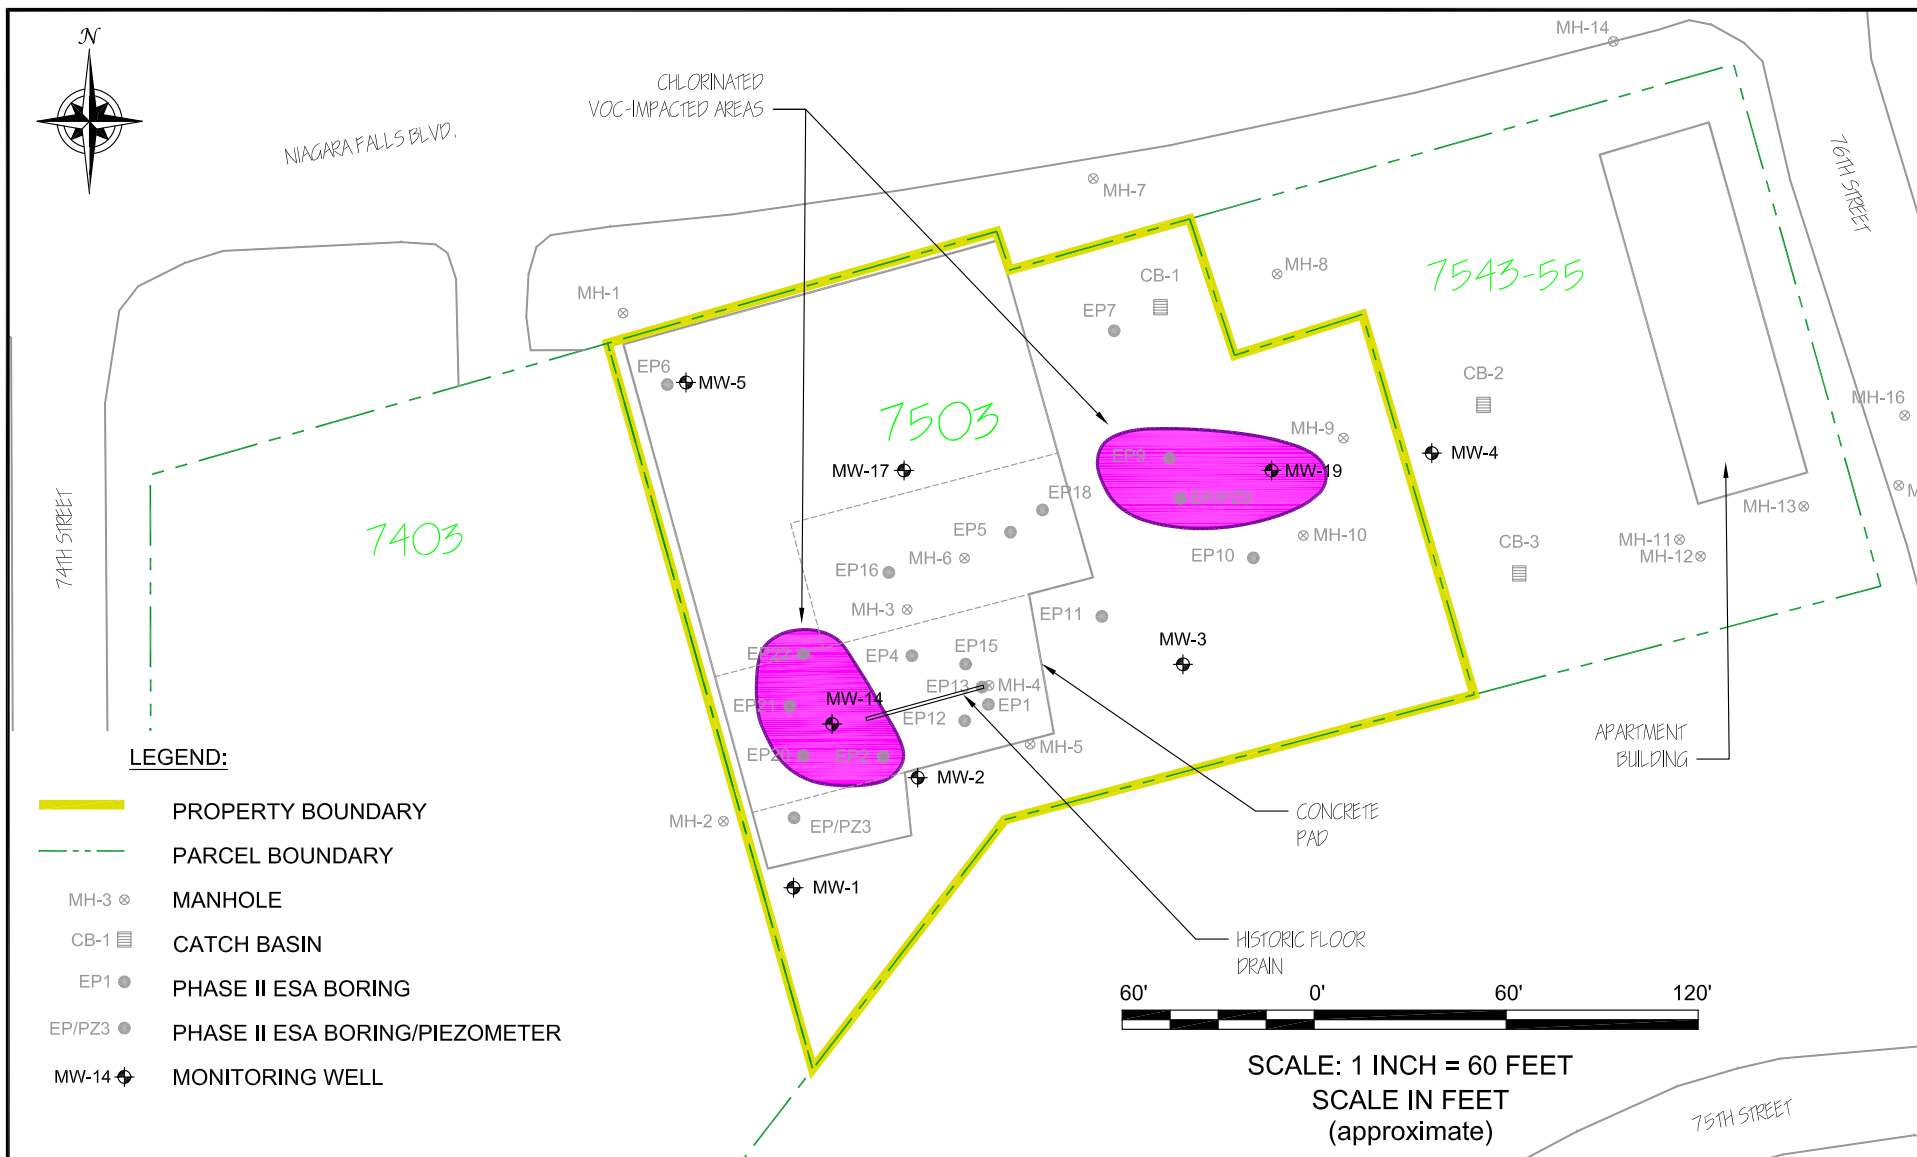 N
MH-14
CHLORINATED
VOC-IMPACTED AREAS
NIAGARA FALLS BLVD.
76TH STREET
MH-7
MH-8
7543-55
CB-1
MH-1
EP7
EP6
MW-5
CB-2
MH-16
7503
MH-9
MW-4
EP9
MW-17
MW-19
EP18
74TH STREET
7403
EP5
MH-13
MH-10
MH-6
EP10
CB-3
MH-11
MH-12
EP16
MH-3
EP11
MW-3
EP22
EP4
EP15
EP13
MH-4
EP21
MW-14
EP12
EP1
APARTMENT
BUILDING
MH-5
EP20
EP2
MW-2
LEGEND:
PROPERTY BOUNDARY
PARCEL BOUNDARY
MH-3
MANHOLE
CB-1
CATCH BASIN
EP1
PHASE II ESA BORING
EP/PZ3
PHASE II ESA BORING/PIEZOMETER
MW-14
MONITORING WELL
MH-2
EP/PZ3
CONCRETE
PAD
MW-1
HISTORIC FLOOR
DRAIN
60' 0' 60' 120'
SCALE: 1 INCH = 60 FEET
SCALE IN FEET
(approximate)
75TH STREET